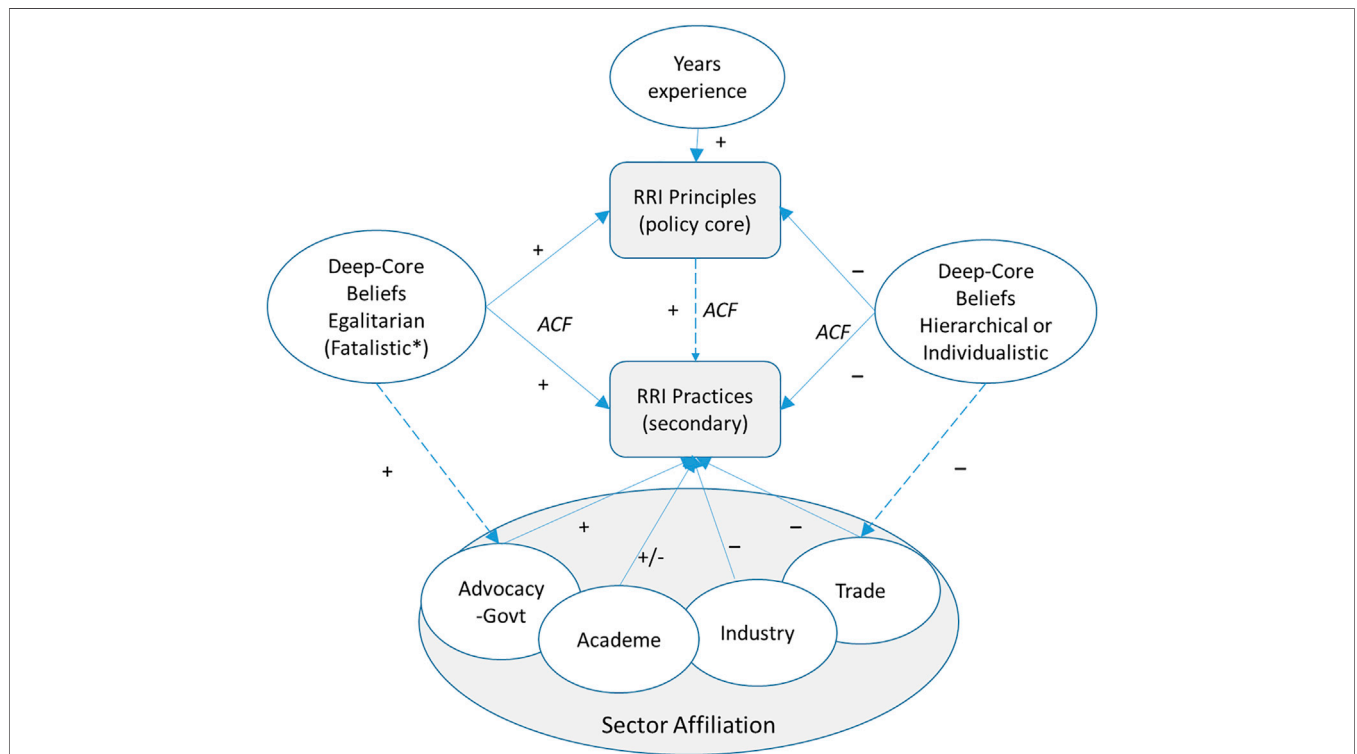 Years
experience
+
RRI Principles
(policy core)
+
–
Deep-Core
Beliefs
Egalitarian
(Fatalistic*)
Deep-Core
Beliefs
Hierarchical or
Individualistic
ACF
+
ACF
ACF
+
–
RRI Practices
(secondary)
+
–
+
+/-
–
–
Advocacy
-Govt
Academe
Industry
Trade
Sector Affiliation